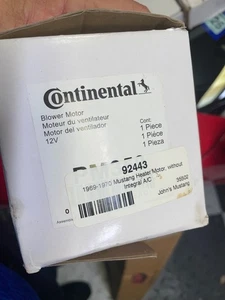 Continental
Blower Motor
Moteur du ventilateur
Motor del ventilador
12V
Cont:
1 Piece
1 Pièce
1 Pieza
92443
1969-1970 Mustang Heater Motor, without
Integral A/C
John's Mustang
0